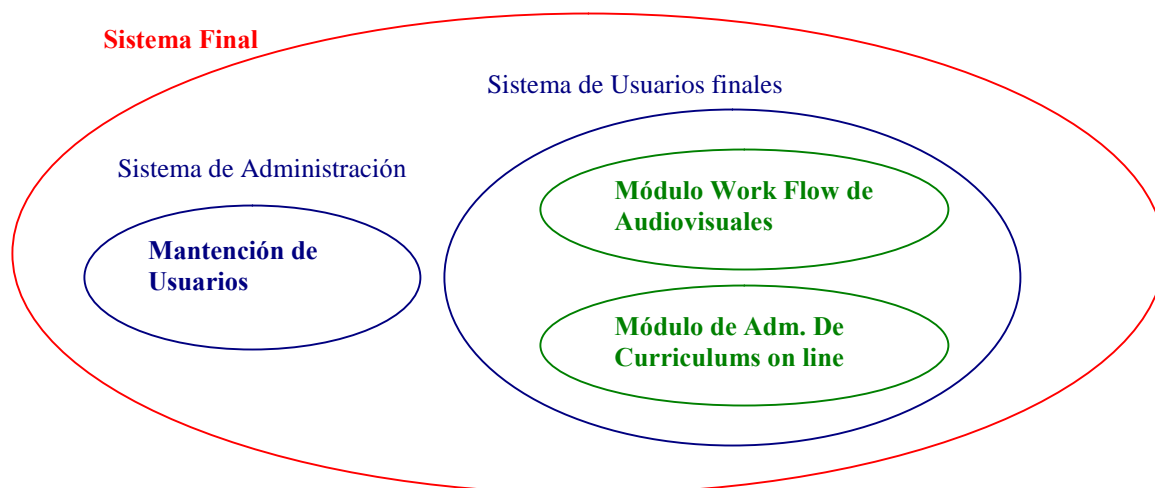 Sistema Final
Sistema de Usuarios finales
Sistema de Administración
Módulo Work Flow de
Audiovisuales
Mantención de
Usuarios
Módulo de Adm. De
Curriculums on line